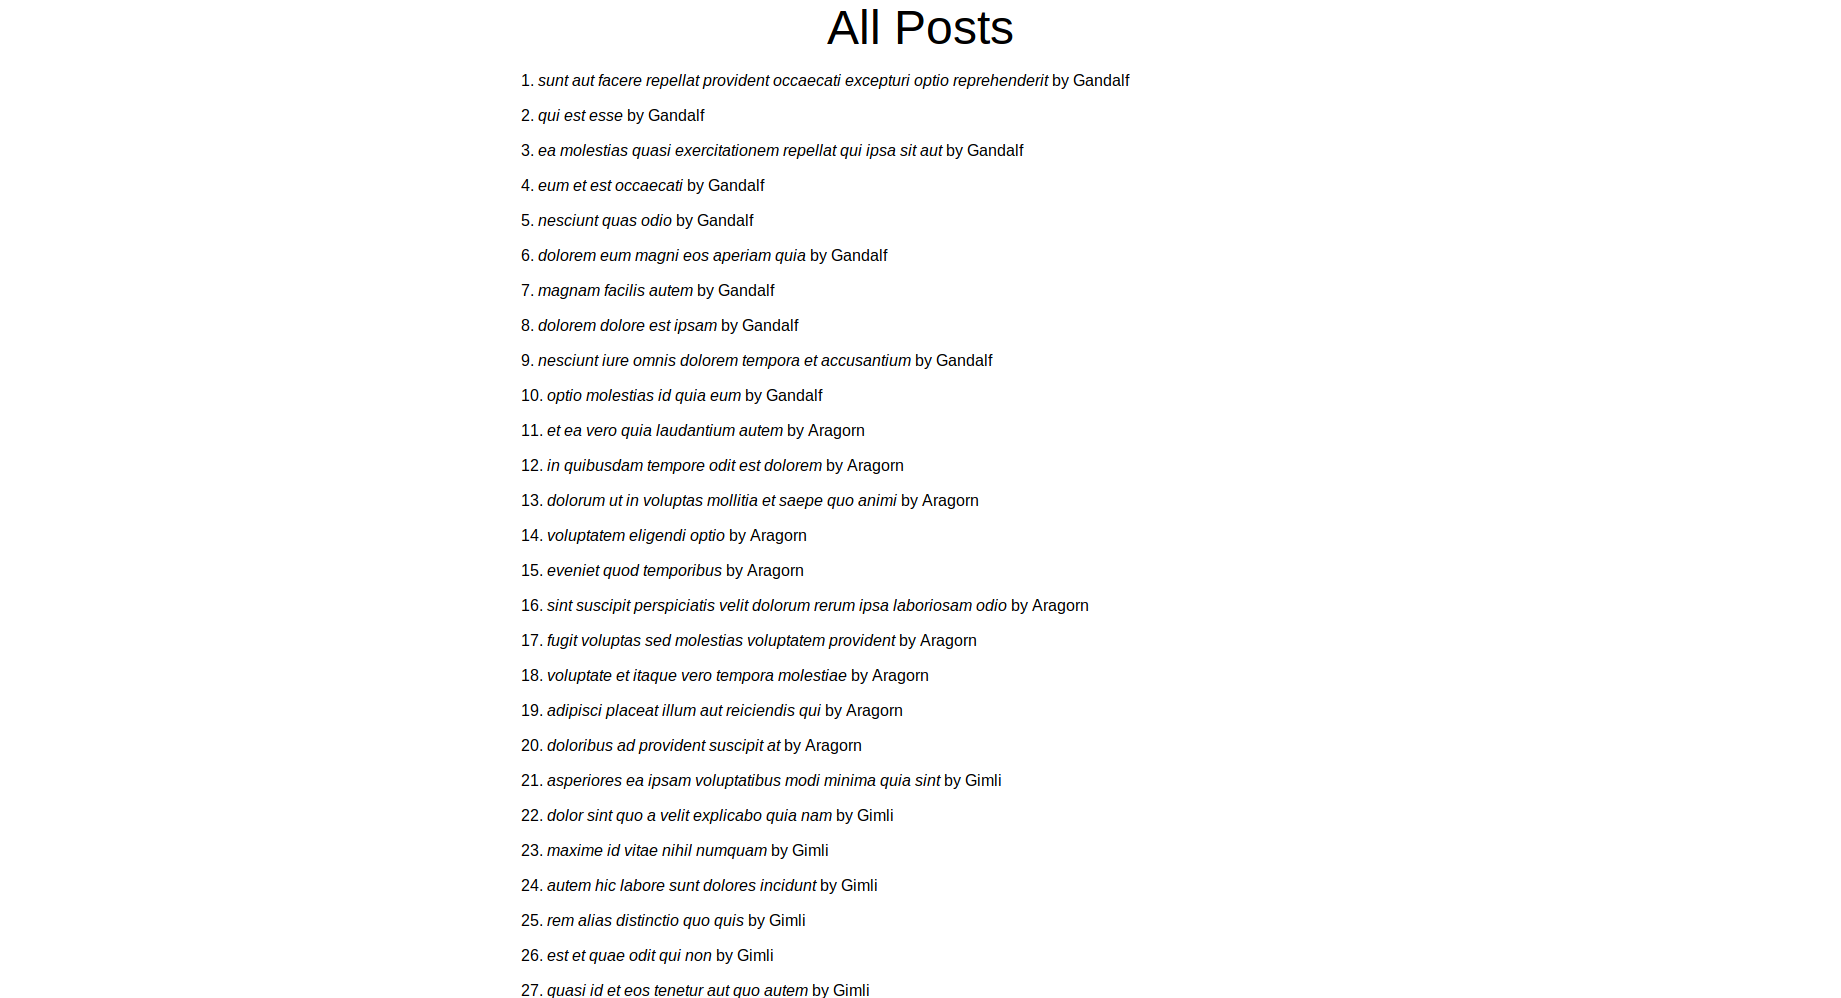 All Posts
1. sunt aut facere repellat provident occaecati excepturi optio reprehenderit by Gandalf
2. qui est esse by Gandalf
3. ea molestias quasi exercitationem repellat qui ipsa sit aut by Gandalf
4. eum et est occaecati by Gandalf
5. nesciunt quas odio by Gandalf
6. dolorem eum magni eos aperiam quia by Gandalf
7. magnam facilis autem by Gandalf
8. dolorem dolore est ipsam by Gandalf
9. nesciunt iure omnis dolorem tempora et accusantium by Gandalf
10. optio molestias id quia eum by Gandalf
11. et ea vero quia laudantium autem by Aragorn
12. in quibusdam tempore odit est dolorem by Aragorn
13. dolorum ut in voluptas mollitia et saepe quo animi by Aragorn
14. voluptatem eligendi optio by Aragorn
15. eveniet quod temporibus by Aragorn
16. sint suscipit perspiciatis velit dolorum rerum ipsa laboriosam odio by Aragorn
17. fugit voluptas sed molestias voluptatem provident by Aragorn
18. voluptate et itaque vero tempora molestiae by Aragorn
19. adipisci placeat illum aut reiciendis qui by Aragorn
20. doloribus ad provident suscipit at by Aragorn
21. asperiores ea ipsam voluptatibus modi minima quia sint by Gimli
22. dolor sint quo a velit explicabo quia nam by Gimli
23. maxime id vitae nihil numquam by Gimli
24. autem hic labore sunt dolores incidunt by Gimli
25. rem alias distinctio quo quis by Gimli
26. est et quae odit qui non by Gimli
27. quasi id et eos tenetur aut quo autem by Gimli